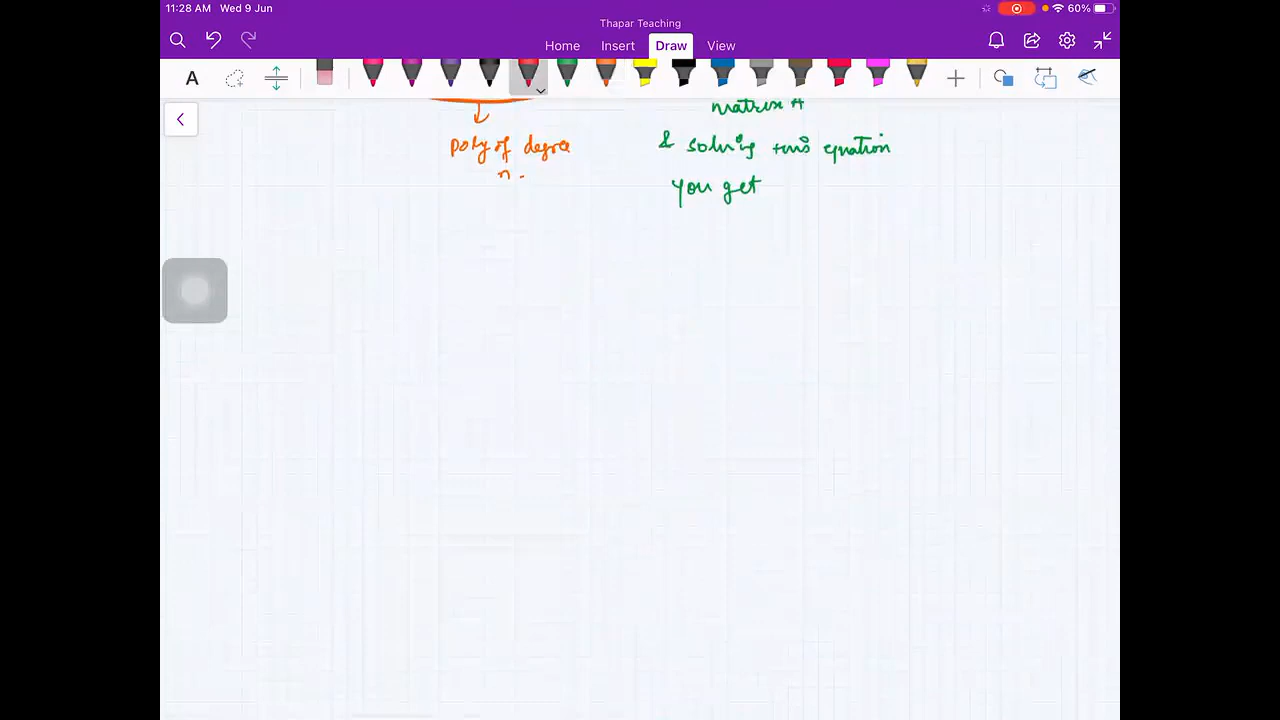 11:28 AM Wed 9 Jun
60%
Thapar Teaching
Home Insert Draw View
A
matrix A
poly of degree
n.
& solving this equation
you get